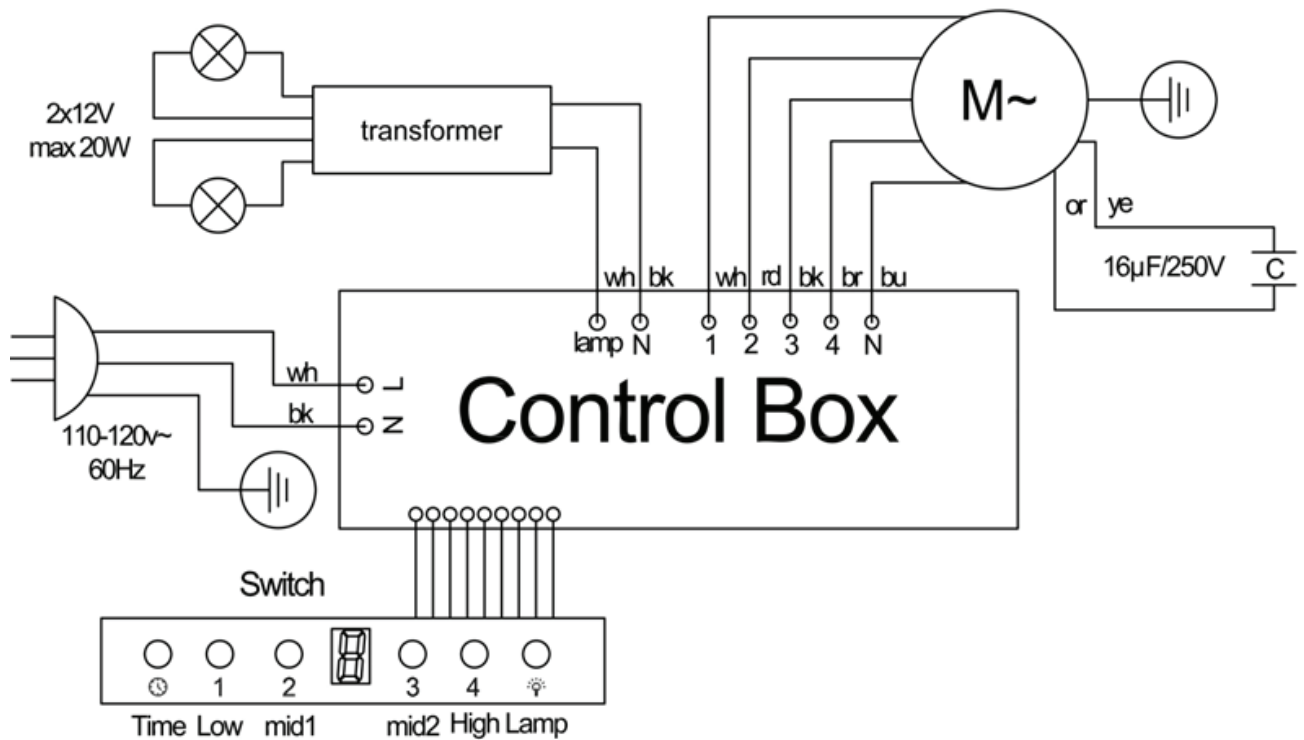 2x12V
max 20W
transformer
M~
or ye
16µF/250V
C
wh bk wh rd bk br bu
lamp N 1 2 3 4 N
wh L
bk N
Control Box
110-120v~
60Hz
Switch
8
1 2 3 4
Time Low mid1 mid2 High Lamp